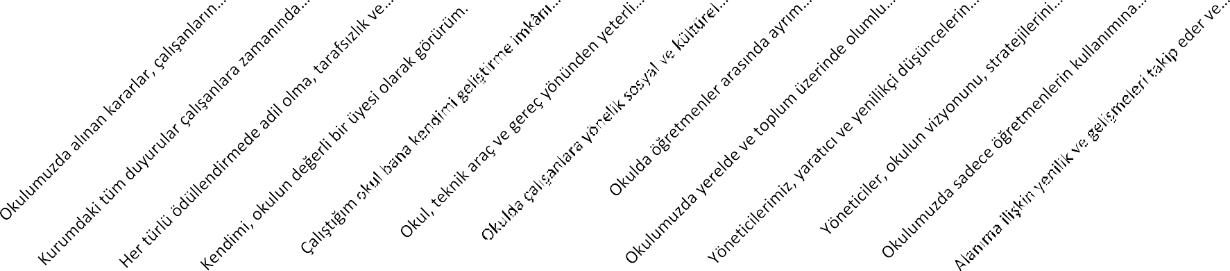 Okulumuzda alınan kararlar, çalışanların...
Kurumdaki tüm duyurular çalışanlara zamanında...
Her türlü ödüllendirmede adil olma, tarafsızlık ve...
Kendimi, okulun değerli bir üyesi olarak görürüm.
Çalıştığım okul bana kendimi geliştirme imkânı...
Okul, teknik araç ve gereç yönünden yeterli...
Okulda çalışanlara yönelik sosyal ve kültürel...
Okulda öğretmenler arasında ayrım...
Okulumuzda yerelde ve toplum üzerinde olumlu...
Yöneticilerimiz, yaratıcı ve yenilikçi düşüncelerin...
Yöneticiler, okulun vizyonunu, stratejilerini...
Okulumuzda sadece öğretmenlerin kullanımına...
Alanıma ilişkin yenilik ve gelişmeleri takip eder ve...